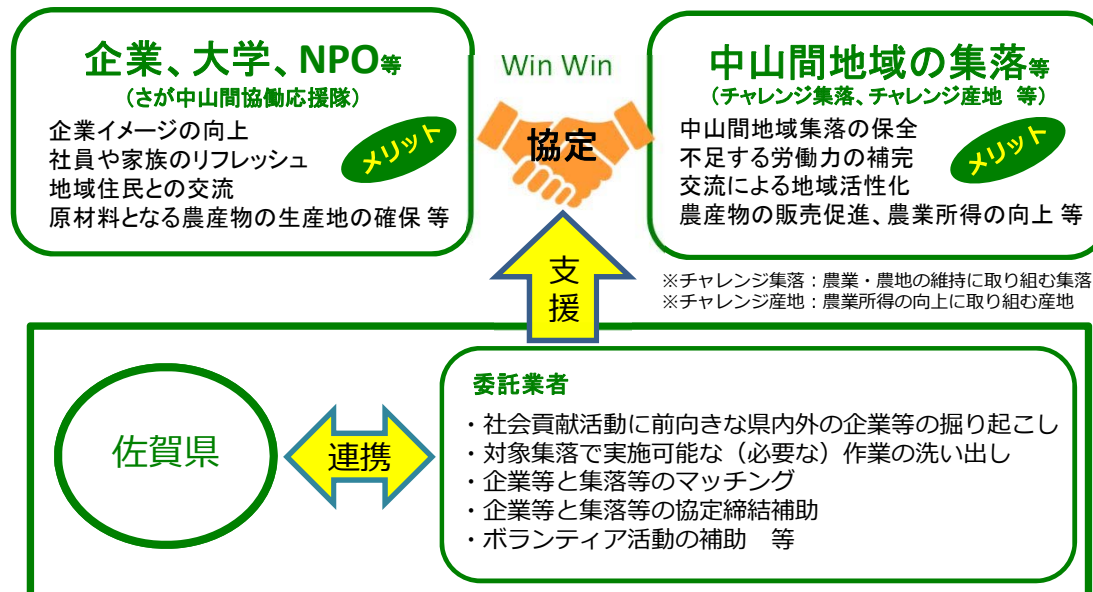 企業、大学、NPO等
（さが中山間協働応援隊）
企業イメージの向上
社員や家族のリフレッシュ
地域住民との交流
原材料となる農産物の生産地の確保 等
メリット
Win Win
協定
中山間地域の集落等
（チャレンジ集落、チャレンジ産地 等）
中山間地域集落の保全
不足する労働力の補完
交流による地域活性化
農産物の販売促進、農業所得の向上 等
メリット
※チャレンジ集落：農業・農地の維持に取り組む集落
※チャレンジ産地：農業所得の向上に取り組む産地
支
援
佐賀県
連携
委託業者
・社会貢献活動に前向きな県内外の企業等の掘り起こし
・対象集落で実施可能な（必要な）作業の洗い出し
・企業等と集落等のマッチング
・企業等と集落等の協定締結補助
・ボランティア活動の補助　等